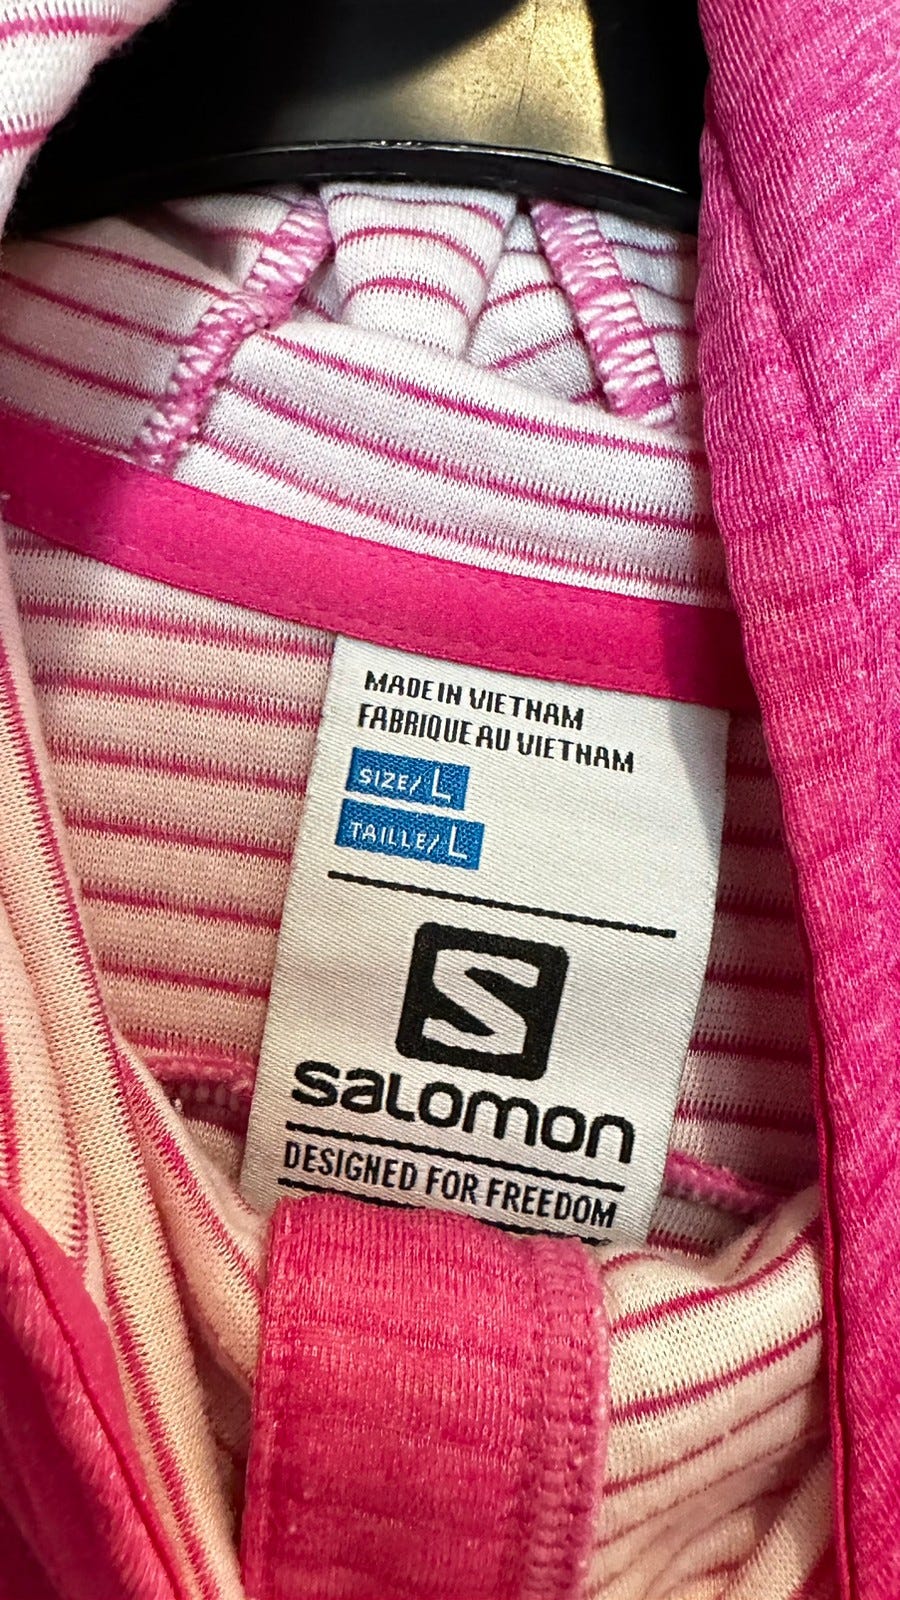 MADE IN VIETNAM
FABRIQUE AU VIETNAM
SIZE/ L
TAILLE/ L
S
SALOMON
DESIGNED FOR FREEDOM